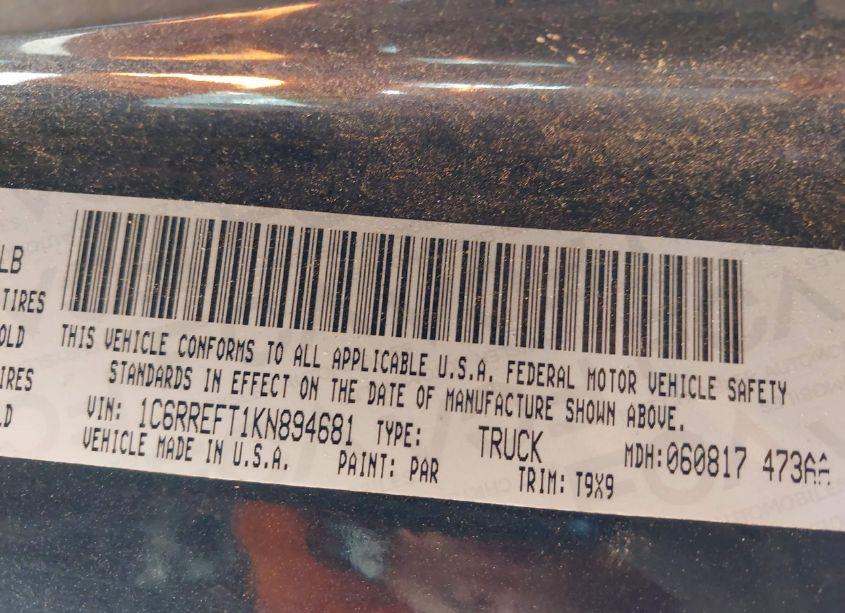 LB
TIRES
OLD
IRES
LD
THIS VEHICLE CONFORMS TO ALL APPLICABLE U.S.A. FEDERAL MOTOR VEHICLE SAFETY
STANDARDS IN EFFECT ON THE DATE OF MANUFACTURE SHOWN ABOVE.
VIN: 1C6RREFT1KN894681 TYPE: TRUCK MDH:060817 473AA
VEHICLE MADE IN U.S.A. PAINT: PAR TRIM: T9X9